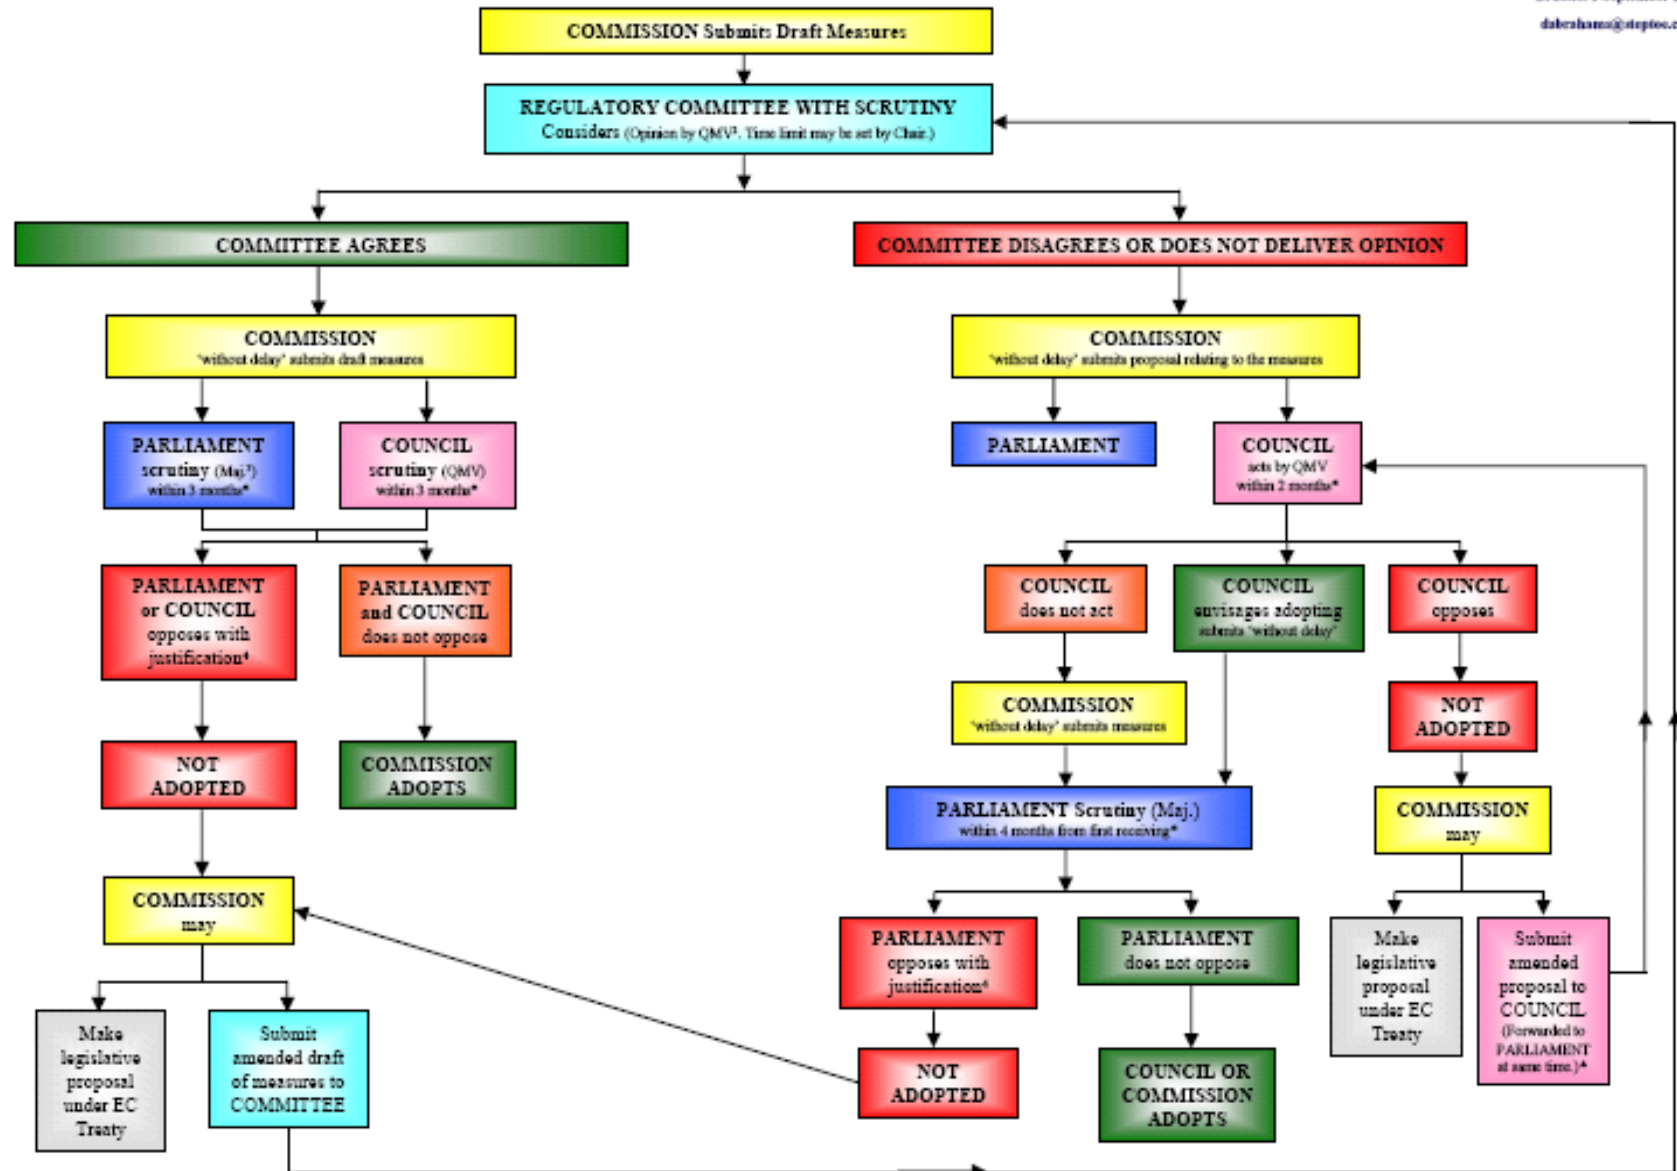 dabrahams@steptoe.c
COMMISSION Submits Draft Measures
REGULATORY COMMITTEE WITH SCRUTINY
Considers (Opinion by QMV². Time limit may be set by Chair.)
COMMITTEE AGREES
COMMITTEE DISAGREES OR DOES NOT DELIVER OPINION
COMMISSION
'without delay' submits draft measures
COMMISSION
'without delay' submits proposal relating to the measures
PARLIAMENT
scrutiny (Maj.³)
within 3 months*
COUNCIL
scrutiny (QMV)
within 3 months*
PARLIAMENT
COUNCIL
acts by QMV
within 2 months*
PARLIAMENT
or COUNCIL
opposes with
justification⁴
PARLIAMENT
and COUNCIL
does not oppose
COUNCIL
does not act
COUNCIL
envisages adopting
submits 'without delay'
COUNCIL
opposes
COMMISSION
'without delay' submits measures
NOT
ADOPTED
NOT
ADOPTED
COMMISSION
ADOPTS
PARLIAMENT Scrutiny (Maj.)
within 4 months from first receiving*
COMMISSION
may
COMMISSION
may
PARLIAMENT
opposes with
justification⁴
PARLIAMENT
does not oppose
Make
legislative
proposal
under EC
Treaty
Submit
amended
proposal to
COUNCIL
(Forwarded to
PARLIAMENT
at same time.)*
Make
legislative
proposal
under EC
Treaty
Submit
amended draft
of measures to
COMMITTEE
NOT
ADOPTED
COUNCIL OR
COMMISSION
ADOPTS